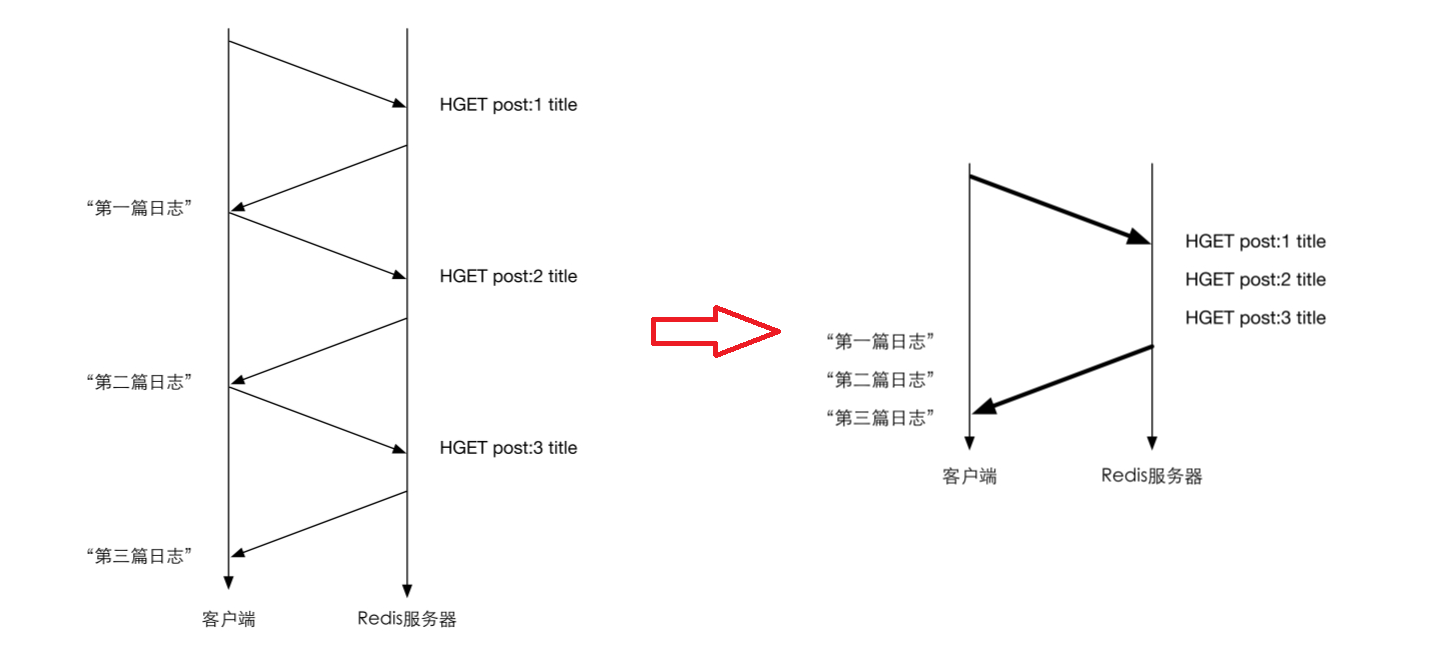 HGET post:1 title
“第一篇日志”
HGET post:2 title
“第二篇日志”
HGET post:3 title
“第三篇日志”
客户端
Redis服务器
HGET post:1 title
HGET post:2 title
HGET post:3 title
“第一篇日志”
“第二篇日志”
“第三篇日志”
客户端
Redis服务器